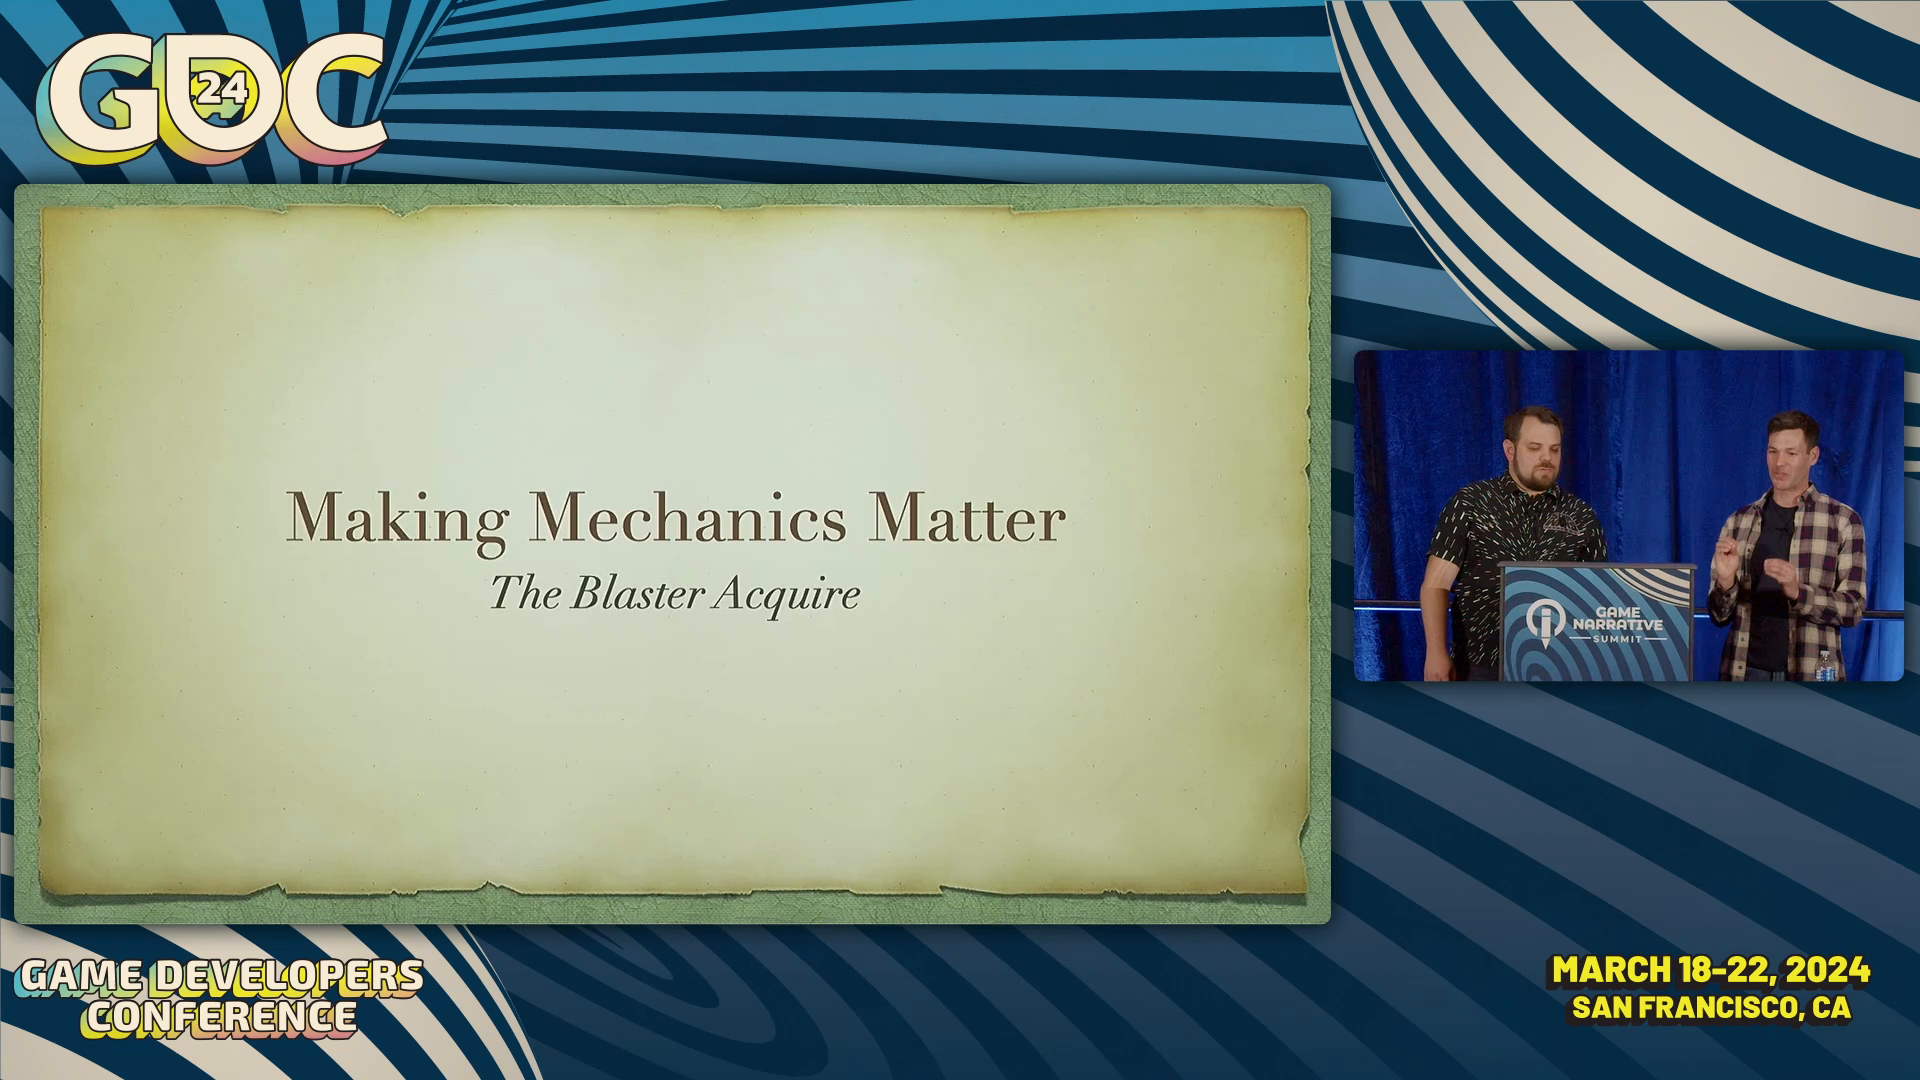 GDC
24
Making Mechanics Matter
The Blaster Acquire
GAME
NARRATIVE
SUMMIT
GAME DEVELOPERS
CONFERENCE
MARCH 18-22, 2024
SAN FRANCISCO, CA